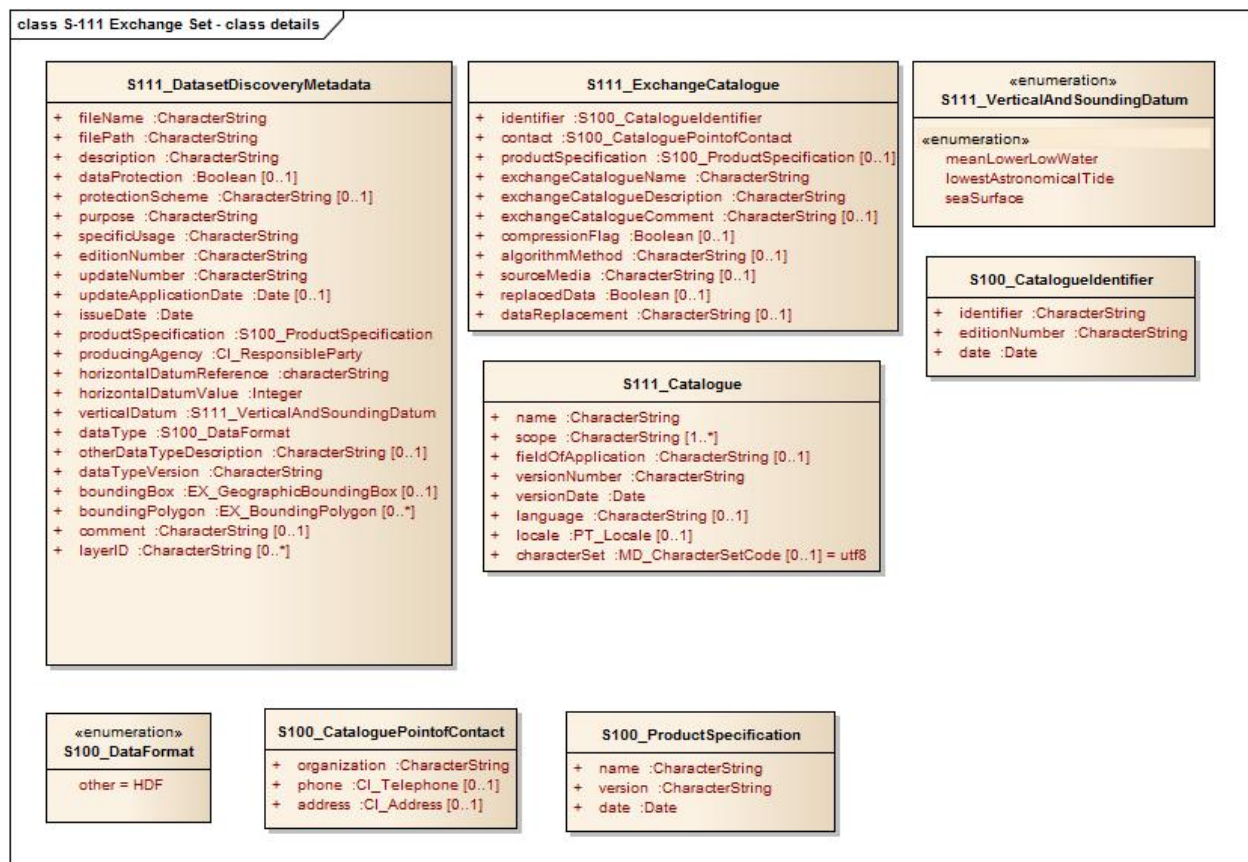 class S-111 Exchange Set - class details
S111_DatasetDiscoveryMetadata
+ fileName :CharacterString
+ filePath :CharacterString
+ description :CharacterString
+ dataProtection :Boolean [0..1]
+ protectionScheme :CharacterString [0..1]
+ purpose :CharacterString
+ specificUsage :CharacterString
+ editionNumber :CharacterString
+ updateNumber :CharacterString
+ updateApplicationDate :Date [0..1]
+ issueDate :Date
+ productSpecification :S100_ProductSpecification
+ producingAgency :CI_ResponsibleParty
+ horizontalDatumReference :characterString
+ horizontalDatumValue :Integer
+ verticalDatum :S111_VerticalAndSoundingDatum
+ dataType :S100_DataFormat
+ otherDataTypeDescription :CharacterString [0..1]
+ dataTypeVersion :CharacterString
+ boundingBox :EX_GeographicBoundingBox [0..1]
+ boundingPolygon :EX_BoundingPolygon [0..*]
+ comment :CharacterString [0..1]
+ layerID :CharacterString [0..*]
S111_ExchangeCatalogue
+ identifier :S100_CatalogueIdentifier
+ contact :S100_CataloguePointofContact
+ productSpecification :S100_ProductSpecification [0..1]
+ exchangeCatalogueName :CharacterString
+ exchangeCatalogueDescription :CharacterString
+ exchangeCatalogueComment :CharacterString [0..1]
+ compressionFlag :Boolean [0..1]
+ algorithmMethod :CharacterString [0..1]
+ sourceMedia :CharacterString [0..1]
+ replacedData :Boolean [0..1]
+ dataReplacement :CharacterString [0..1]
«enumeration»
S111_VerticalAndSoundingDatum
«enumeration»
meanLowerLowWater
lowestAstronomicalTide
seaSurface
S100_CatalogueIdentifier
+ identifier :CharacterString
+ editionNumber :CharacterString
+ date :Date
S111_Catalogue
+ name :CharacterString
+ scope :CharacterString [1..*]
+ fieldOfApplication :CharacterString [0..1]
+ versionNumber :CharacterString
+ versionDate :Date
+ language :CharacterString [0..1]
+ locale :PT_Locale [0..1]
+ characterSet :MD_CharacterSetCode [0..1] = utf8
«enumeration»
S100_DataFormat
other = HDF
S100_CataloguePointofContact
+ organization :CharacterString
+ phone :CI_Telephone [0..1]
+ address :CI_Address [0..1]
S100_ProductSpecification
+ name :CharacterString
+ version :CharacterString
+ date :Date